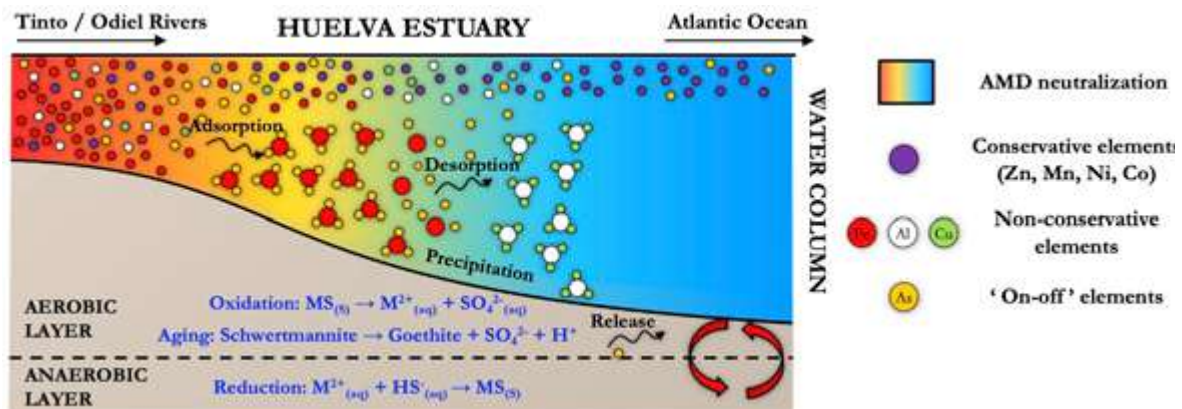 Tinto / Odiel Rivers
HUELVA ESTUARY
Atlantic Ocean
Adsorption
Desorption
Precipitation
Release
WATER COLUMN
AEROBIC
LAYER
Oxidation: MS(S) → M²⁺(aq) + SO₄²⁻(aq)
Aging: Schwertmannite → Goethite + SO₄²⁻ + H⁺
ANAEROBIC
LAYER
Reduction: M²⁺(aq) + HS⁻(aq) → MS(S)
AMD neutralization
Conservative elements
(Zn, Mn, Ni, Co)
Fe Al Cu
Non-conservative
elements
As
‘ On-off ’ elements